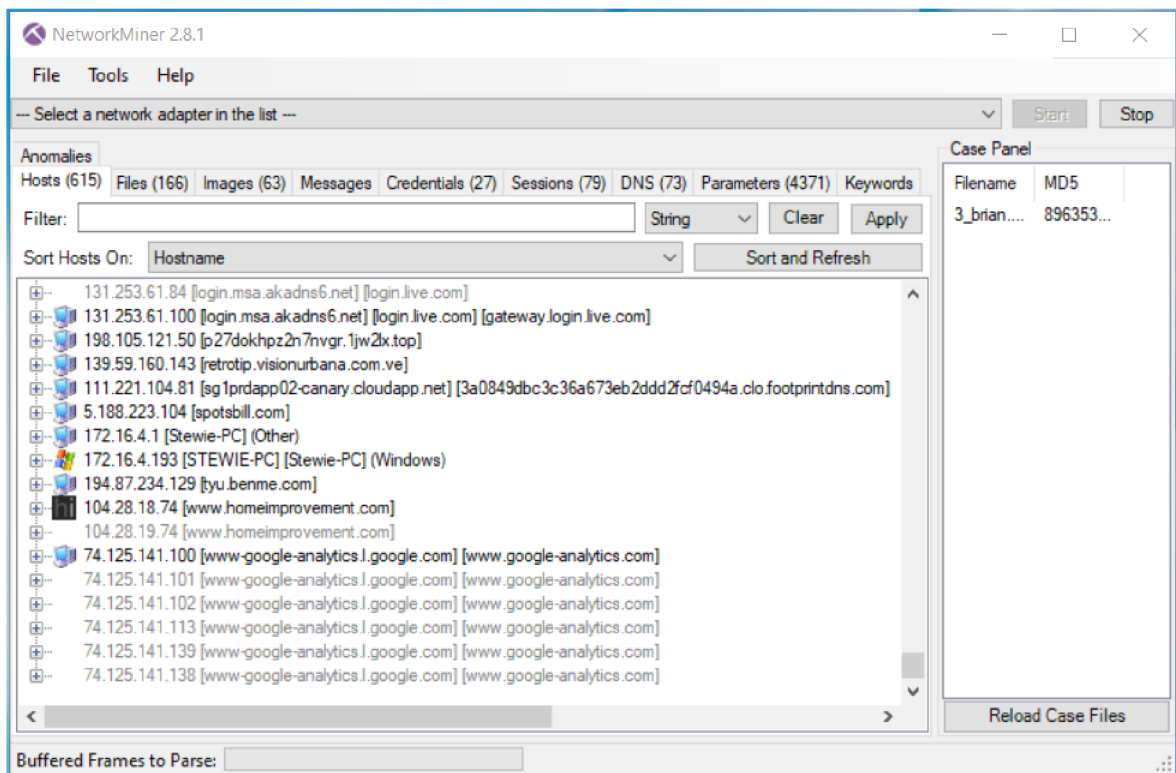 NetworkMiner 2.8.1
File Tools Help
--- Select a network adapter in the list ---
Start Stop
Anomalies
Hosts (615) Files (166) Images (63) Messages Credentials (27) Sessions (79) DNS (73) Parameters (4371) Keywords
Filter: String Clear Apply
Sort Hosts On: Hostname Sort and Refresh
131.253.61.84 [login.msa.akadns6.net] [login.live.com]
131.253.61.100 [login.msa.akadns6.net] [login.live.com] [gateway.login.live.com]
198.105.121.50 [p27dokhpz2n7nvgr.1jw2lx.top]
139.59.160.143 [retrotip.visionurbana.com.ve]
111.221.104.81 [sg1prdapp02-canary.cloudapp.net] [3a0849dbc3c36a673eb2ddd2fcf0494a.clo.footprintdns.com]
5.188.223.104 [spotsbill.com]
172.16.4.1 [Stewie-PC] (Other)
172.16.4.193 [STEWIE-PC] [Stewie-PC] (Windows)
194.87.234.129 [tyu.benme.com]
hi 104.28.18.74 [www.homeimprovement.com]
104.28.19.74 [www.homeimprovement.com]
74.125.141.100 [www-google-analytics.l.google.com] [www.google-analytics.com]
74.125.141.101 [www-google-analytics.l.google.com] [www.google-analytics.com]
74.125.141.102 [www-google-analytics.l.google.com] [www.google-analytics.com]
74.125.141.113 [www-google-analytics.l.google.com] [www.google-analytics.com]
74.125.141.139 [www-google-analytics.l.google.com] [www.google-analytics.com]
74.125.141.138 [www-google-analytics.l.google.com] [www.google-analytics.com]
Case Panel
Filename MD5
3_brian.... 896353...
Reload Case Files
Buffered Frames to Parse: